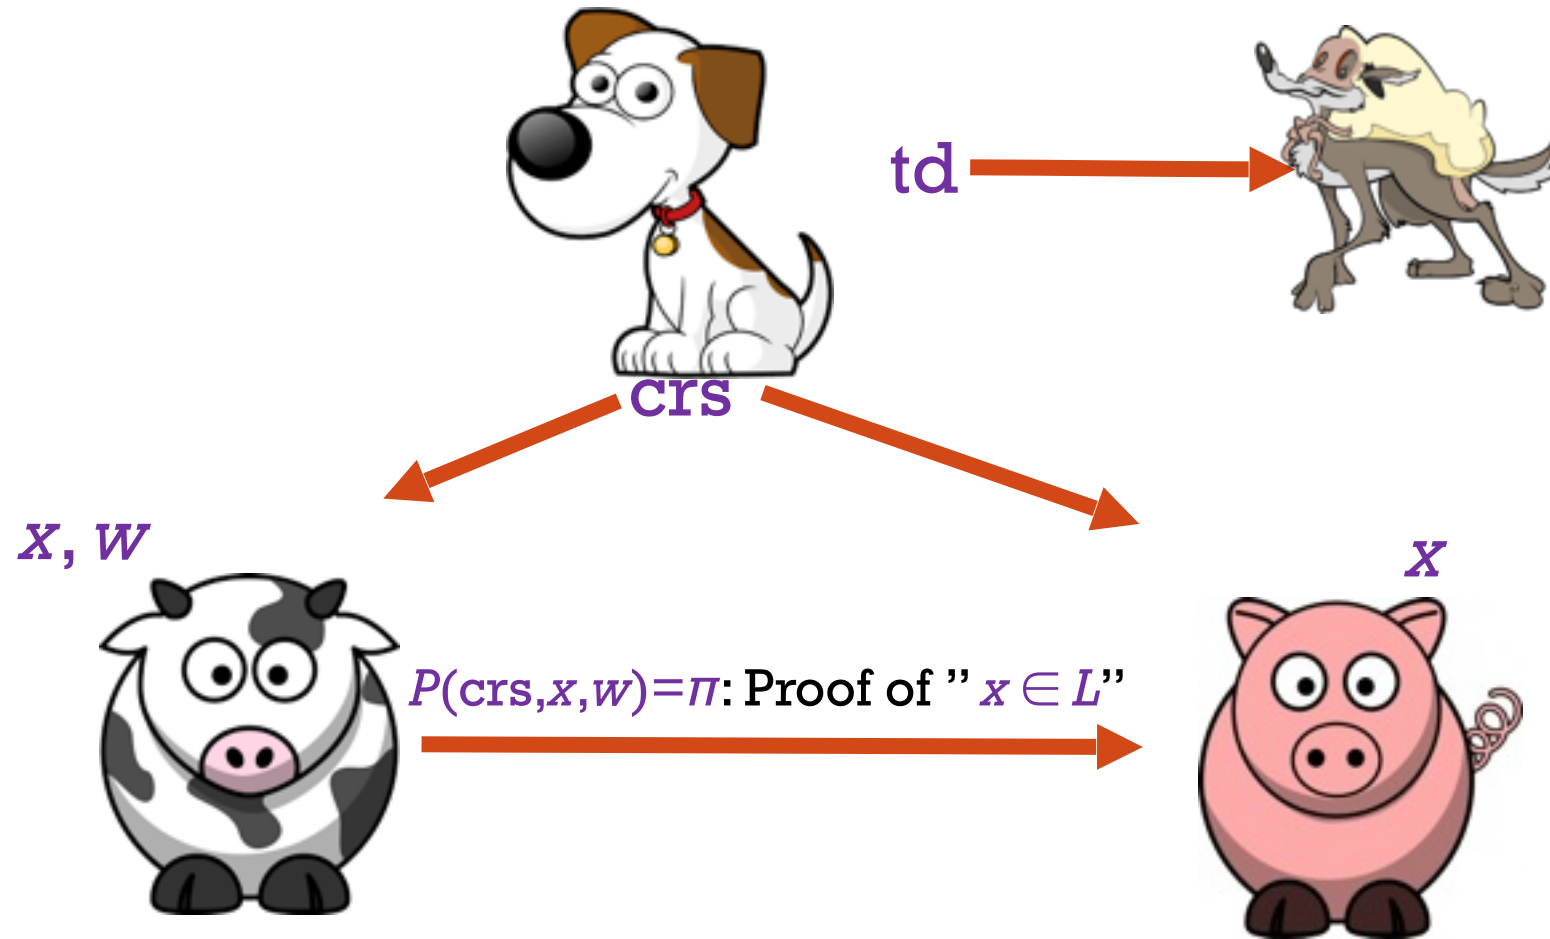 td
crs
x, w
x
P(crs,x,w)=π: Proof of ” x ∈ L”